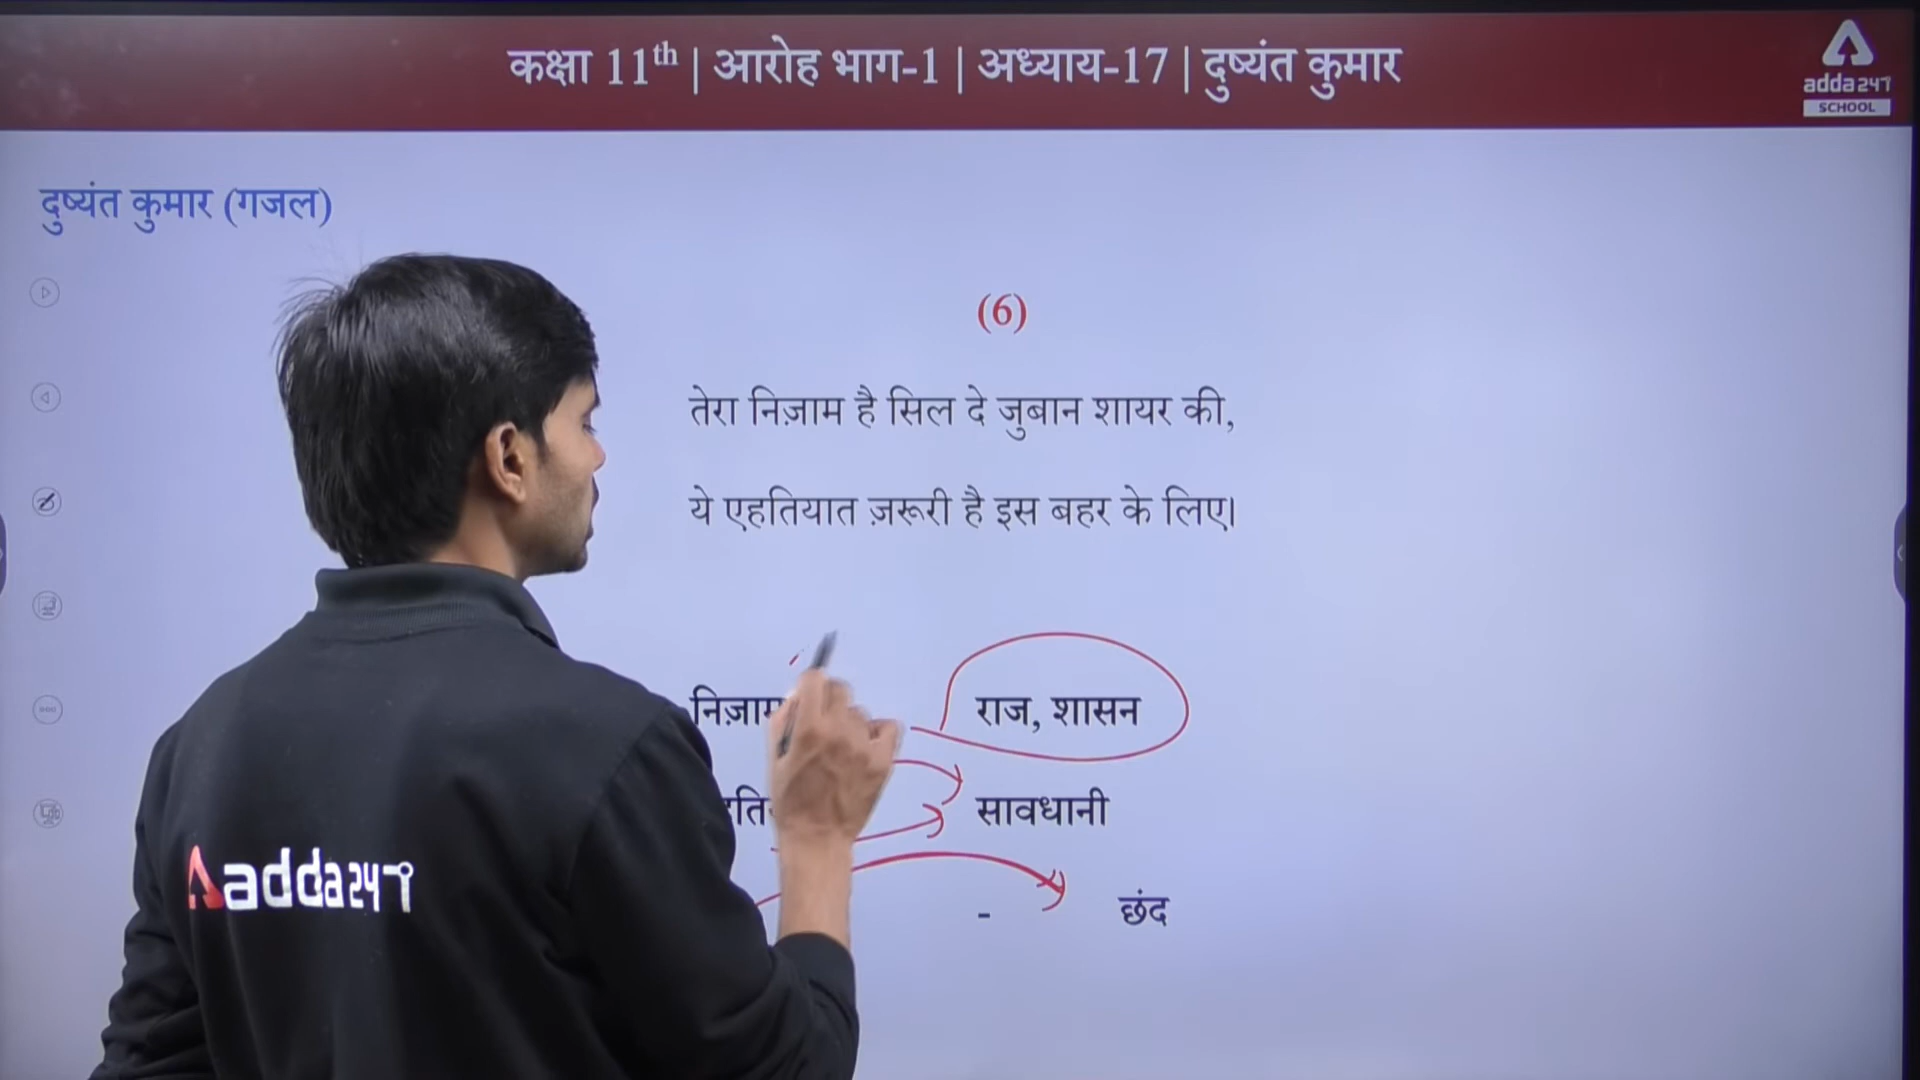 कक्षा 11th | आरोह भाग-1 | अध्याय-17 | दुष्यंत कुमार
adda247
SCHOOL
दुष्यंत कुमार (गजल)
(6)
तेरा निज़ाम है सिल दे जुबान शायर की,
ये एहतियात ज़रूरी है इस बहर के लिए।
निज़ाम राज, शासन
सावधानी
- छंद
adda247